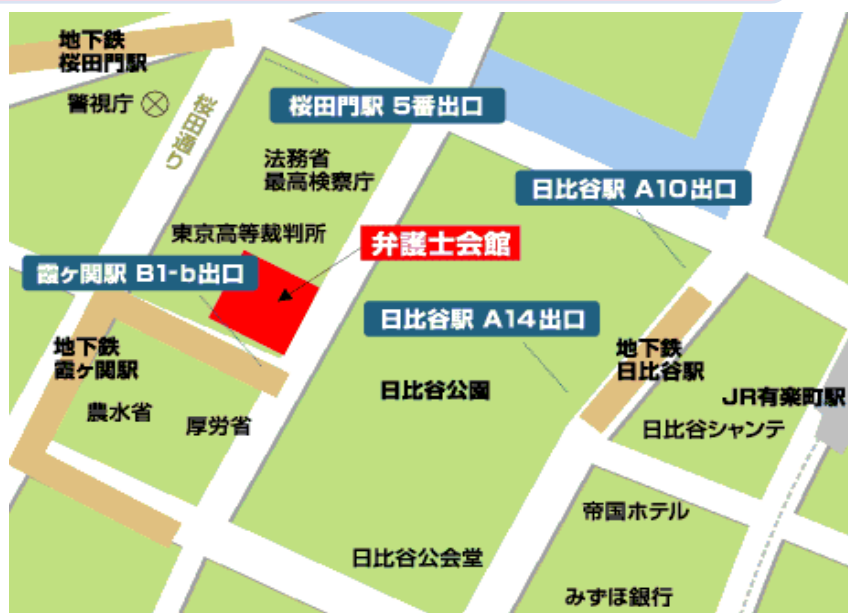 地下鉄
桜田門駅
警視庁
桜田通り
桜田門駅 5番出口
法務省
最高検察庁
日比谷駅 A10出口
東京高等裁判所
弁護士会館
霞ヶ関駅 B1-b出口
日比谷駅 A14出口
地下鉄
霞ヶ関駅
地下鉄
日比谷駅
日比谷公園
JR有楽町駅
農水省
厚労省
日比谷シャンテ
帝国ホテル
日比谷公会堂
みずほ銀行